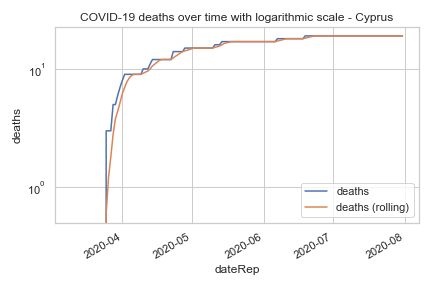 COVID-19 deaths over time with logarithmic scale - Cyprus
10¹
10⁰
deaths
deaths
deaths (rolling)
2020-04
2020-05
2020-06
2020-07
2020-08
dateRep